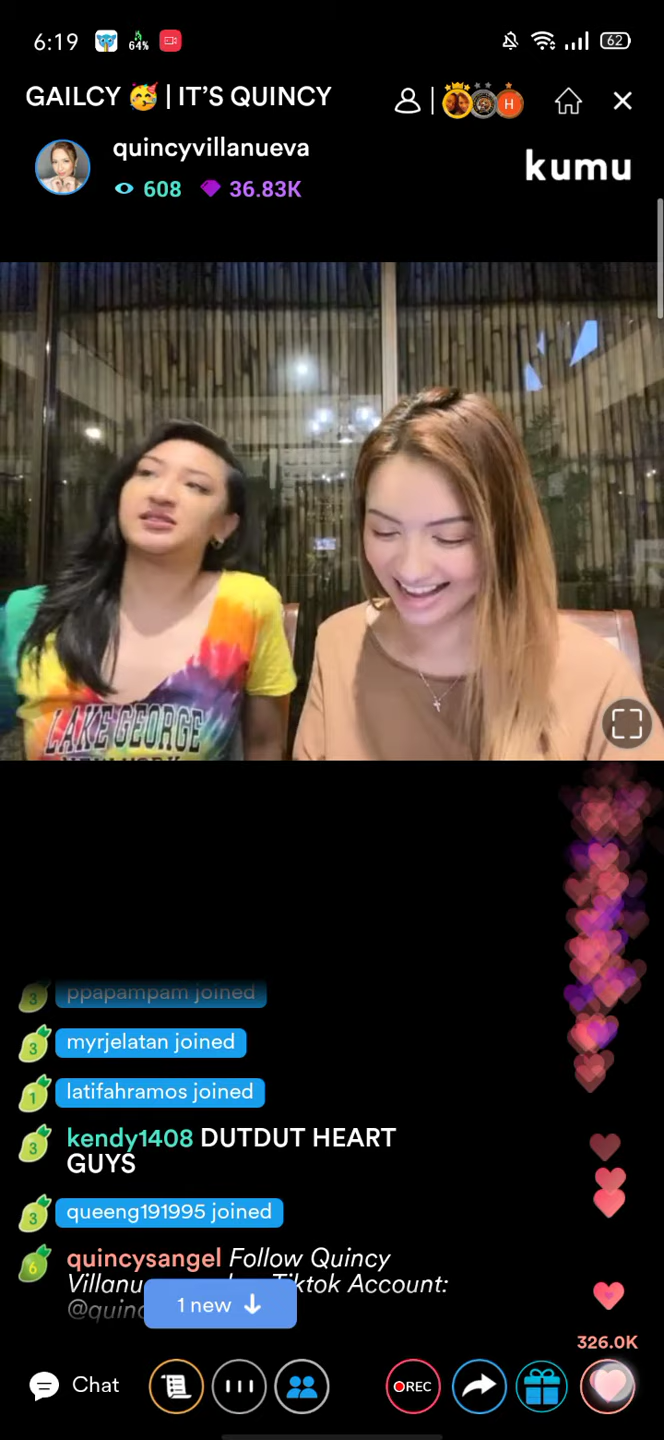 6:19
64%
62
GAILCY 🥳 | IT'S QUINCY
H
quincyvillanueva
608 36.83K
kumu
LAKE GEORGE
3 ppapampam joined
3 myrjelatan joined
1 latifahramos joined
3 kendy1408 DUTDUT HEART
GUYS
3 queeng191995 joined
6 quincysangel Follow Quincy
Tiktok Account:
1 new
326.0K
Chat
REC